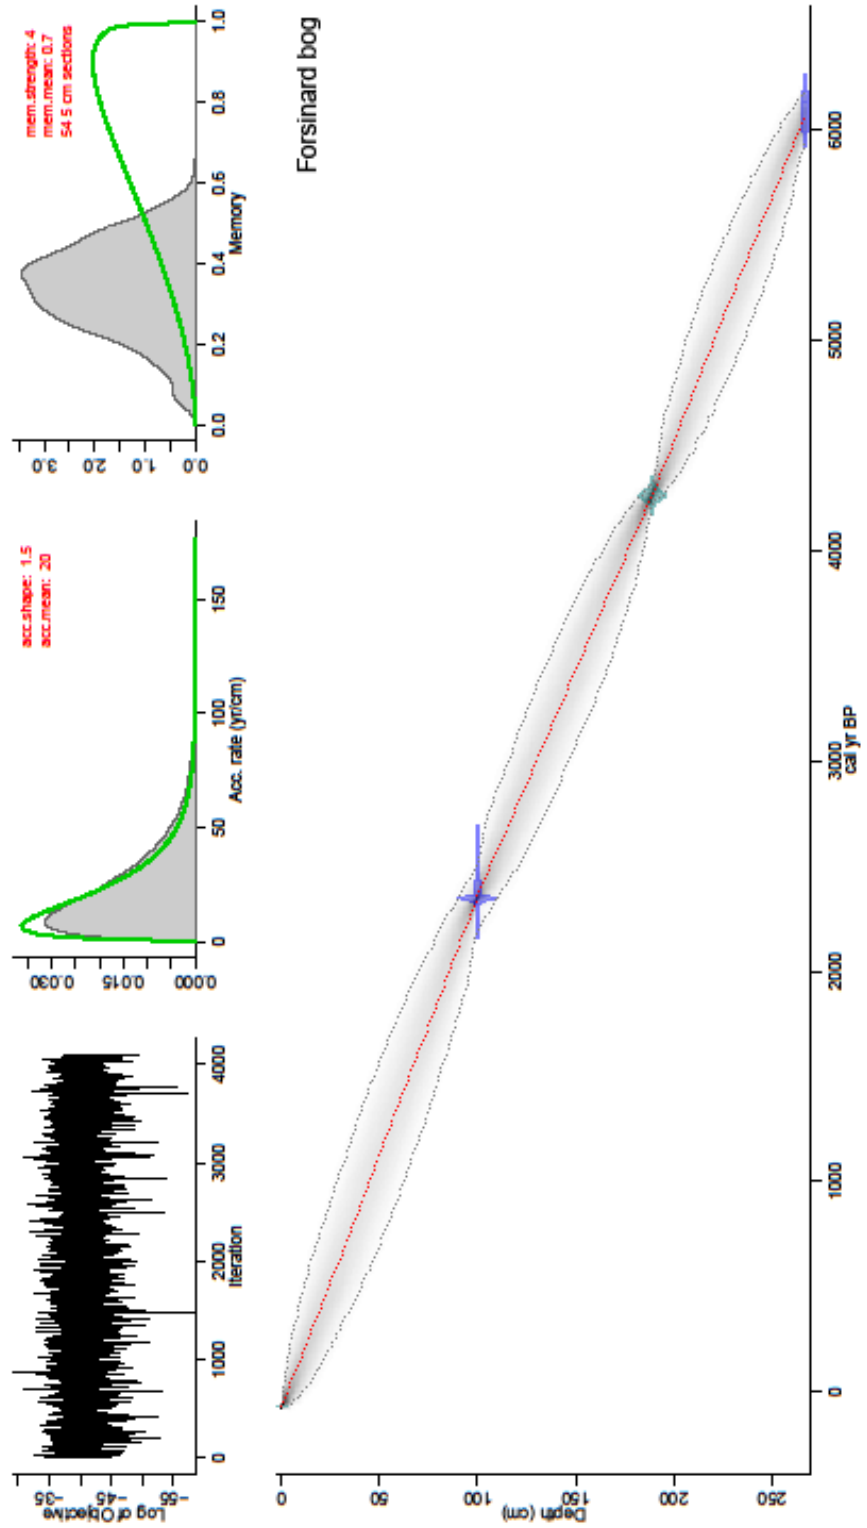 Log of Objective
-35
-45
-55
0 1000 2000 3000 4000
Iteration
acc.shape: 1.5
acc.mean: 20
0.030
0.015
0.000
0 50 100 150
Acc. rate (yr/cm)
mem.strength: 4
mem.mean: 0.7
54 5 cm sections
3.0
2.0
1.0
0.0
0.0 0.2 0.4 0.6 0.8 1.0
Memory
Forsinard bog
Depth (cm)
0
50
100
150
200
250
0 1000 2000 3000 4000 5000 6000
cal yr BP